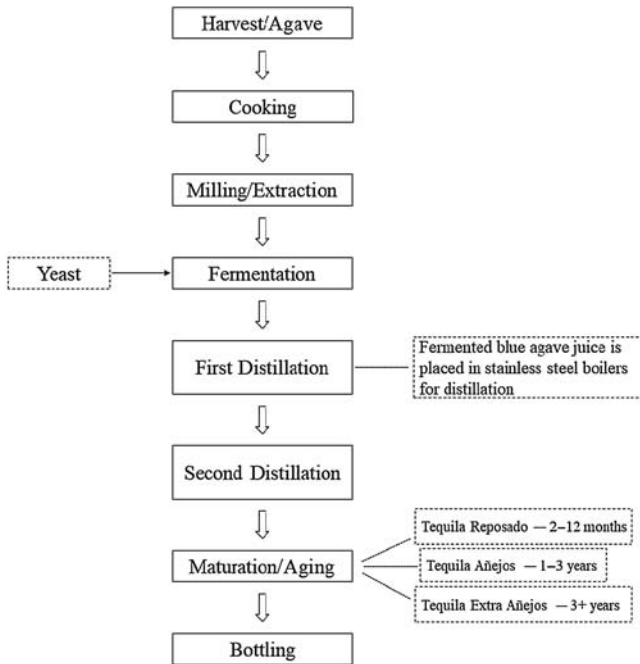 Harvest/Agave
Cooking
Milling/Extraction
Yeast
Fermentation
First Distillation
Fermented blue agave juice is
placed in stainless steel boilers
for distillation
Second Distillation
Maturation/Aging
Tequila Reposado — 2–12 months
Tequila Añejos — 1–3 years
Tequila Extra Añejos — 3+ years
Bottling